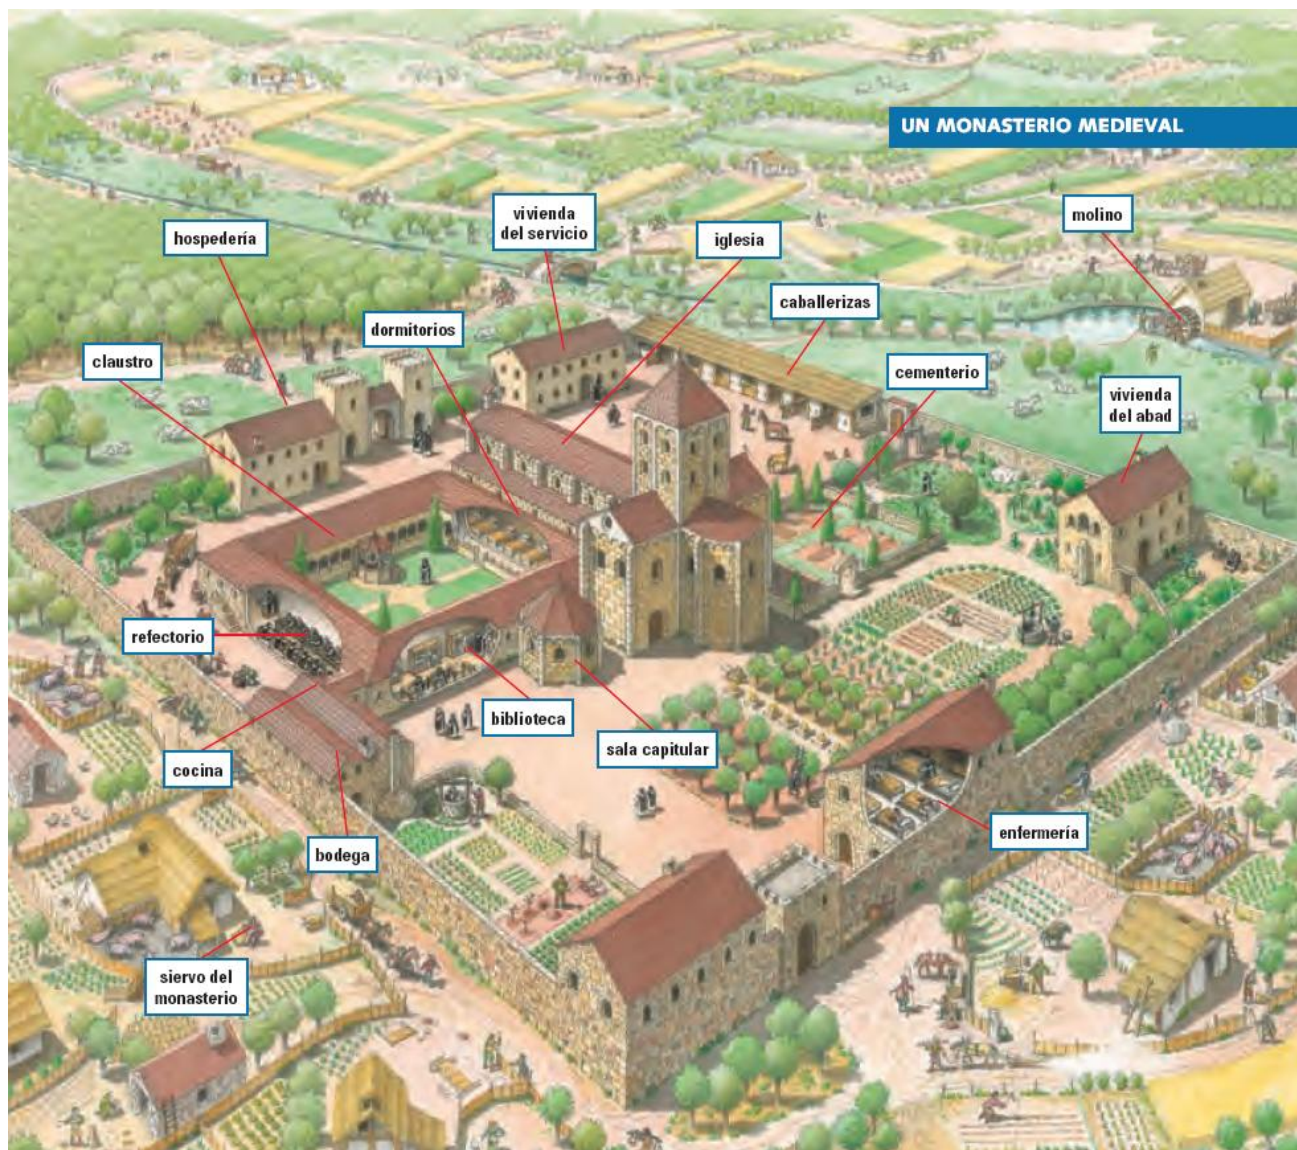 UN MONASTERIO MEDIEVAL
hospedería
vivienda
del servicio
iglesia
molino
caballerizas
dormitorios
claustro
cementerio
vivienda
del abad
refectorio
biblioteca
sala capitular
cocina
bodega
enfermería
siervo del
monasterio